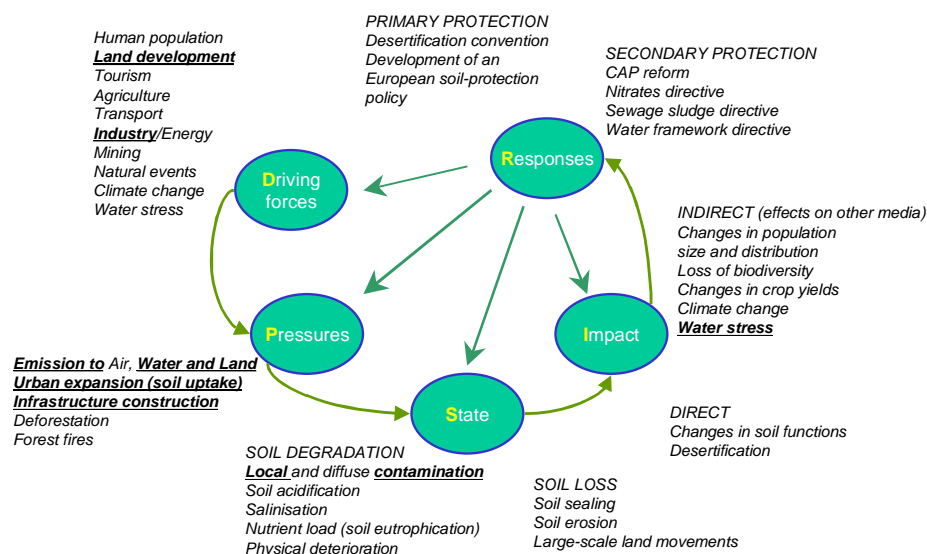 PRIMARY PROTECTION
Desertification convention
Development of an
European soil-protection
policy
Human population
Land development
Tourism
Agriculture
Transport
Industry/Energy
Mining
Natural events
Climate change
Water stress
SECONDARY PROTECTION
CAP reform
Nitrates directive
Sewage sludge directive
Water framework directive
Responses
Driving
forces
INDIRECT (effects on other media)
Changes in population
size and distribution
Loss of biodiversity
Changes in crop yields
Climate change
Water stress
Pressures
Impact
Emission to Air, Water and Land
Urban expansion (soil uptake)
Infrastructure construction
Deforestation
Forest fires
State
DIRECT
Changes in soil functions
Desertification
SOIL DEGRADATION
Local and diffuse contamination
Soil acidification
Salinisation
Nutrient load (soil eutrophication)
Physical deterioration
SOIL LOSS
Soil sealing
Soil erosion
Large-scale land movements